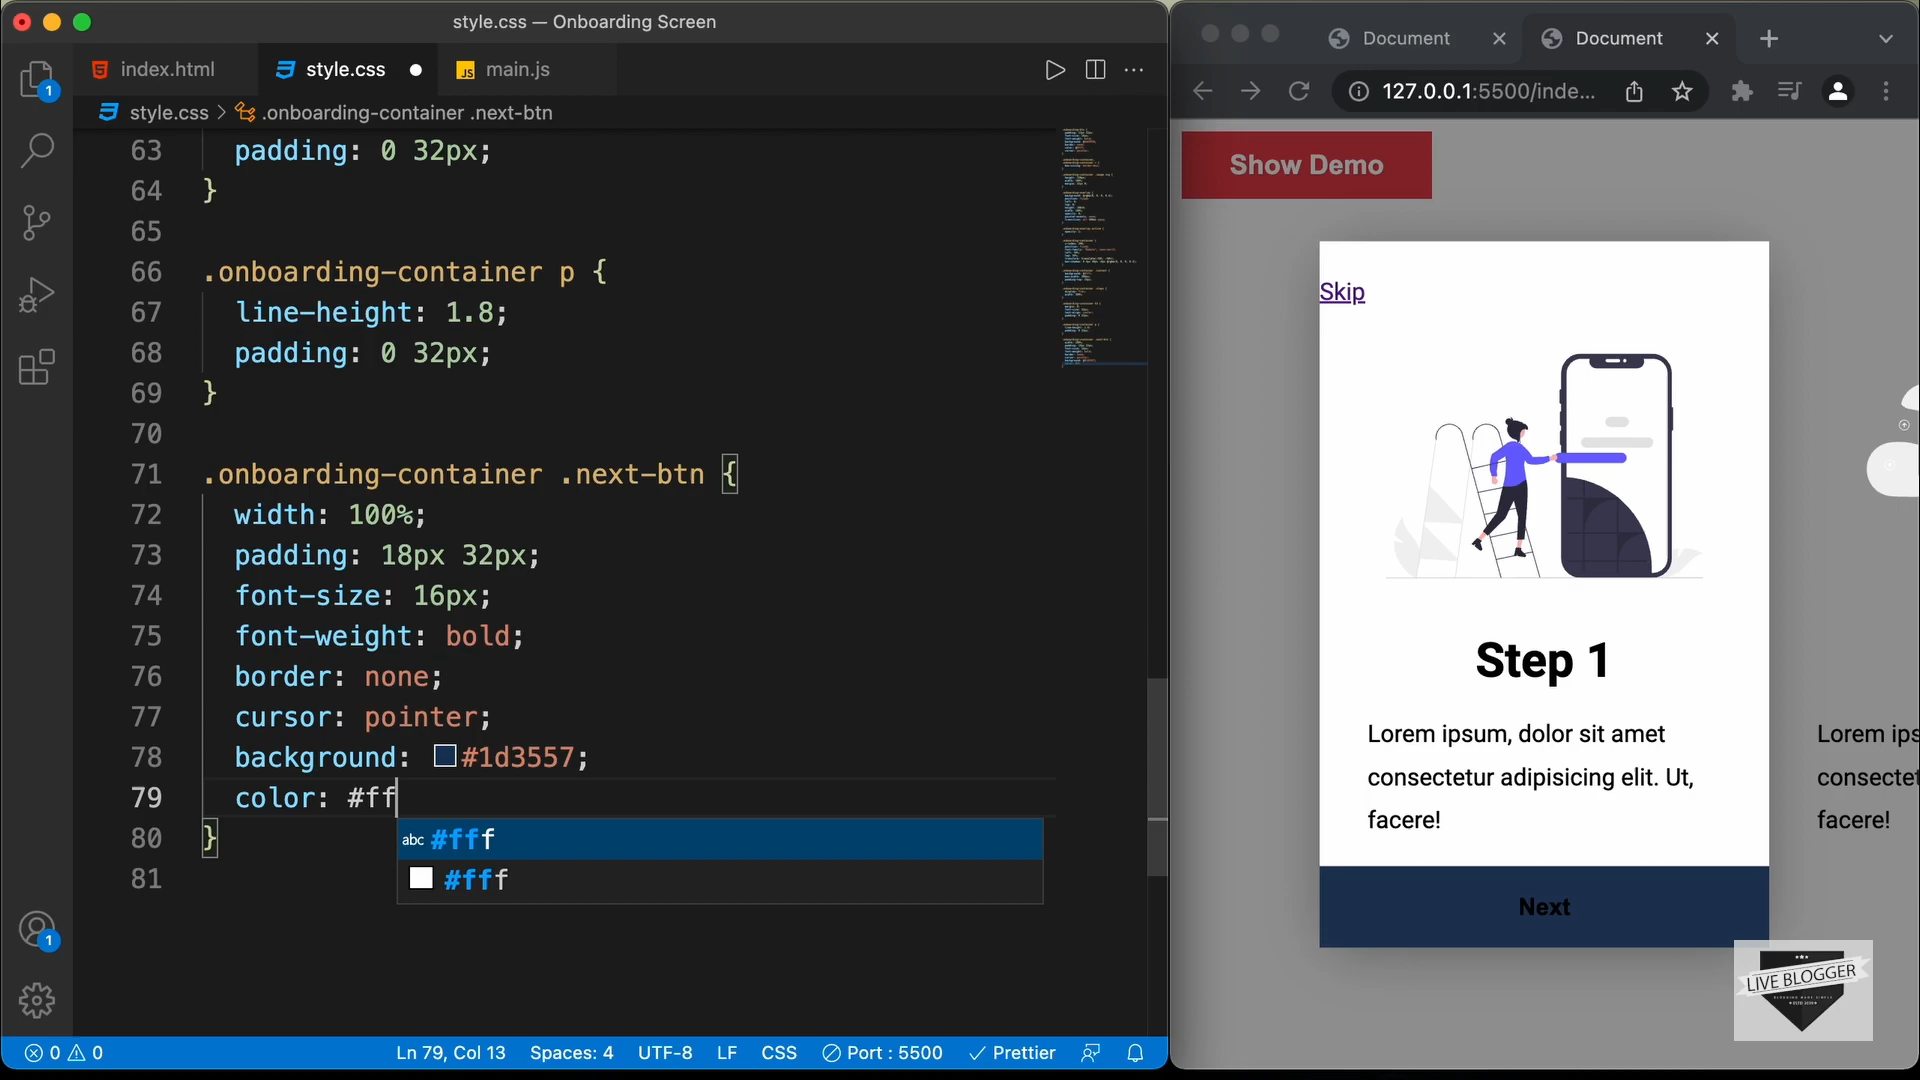 style.css — Onboarding Screen
index.html
style.css
JS main.js
style.css > .onboarding-container .next-btn
63 padding: 0 32px;
64 }
65
66 .onboarding-container p {
67 line-height: 1.8;
68 padding: 0 32px;
69 }
70
71 .onboarding-container .next-btn {
72 width: 100%;
73 padding: 18px 32px;
74 font-size: 16px;
75 font-weight: bold;
76 border: none;
77 cursor: pointer;
78 background: #1d3557;
79 color: #ff
80 }
81
abc #fff
#fff
1
1
0 0
Ln 79, Col 13
Spaces: 4
UTF-8
LF
CSS
Port : 5500
Prettier
Document
Document
127.0.0.1:5500/inde...
Show Demo
Skip
Step 1
Lorem ipsum, dolor sit amet
consectetur adipisicing elit. Ut,
facere!
Lorem ips
consectet
facere!
Next
LIVE BLOGGER